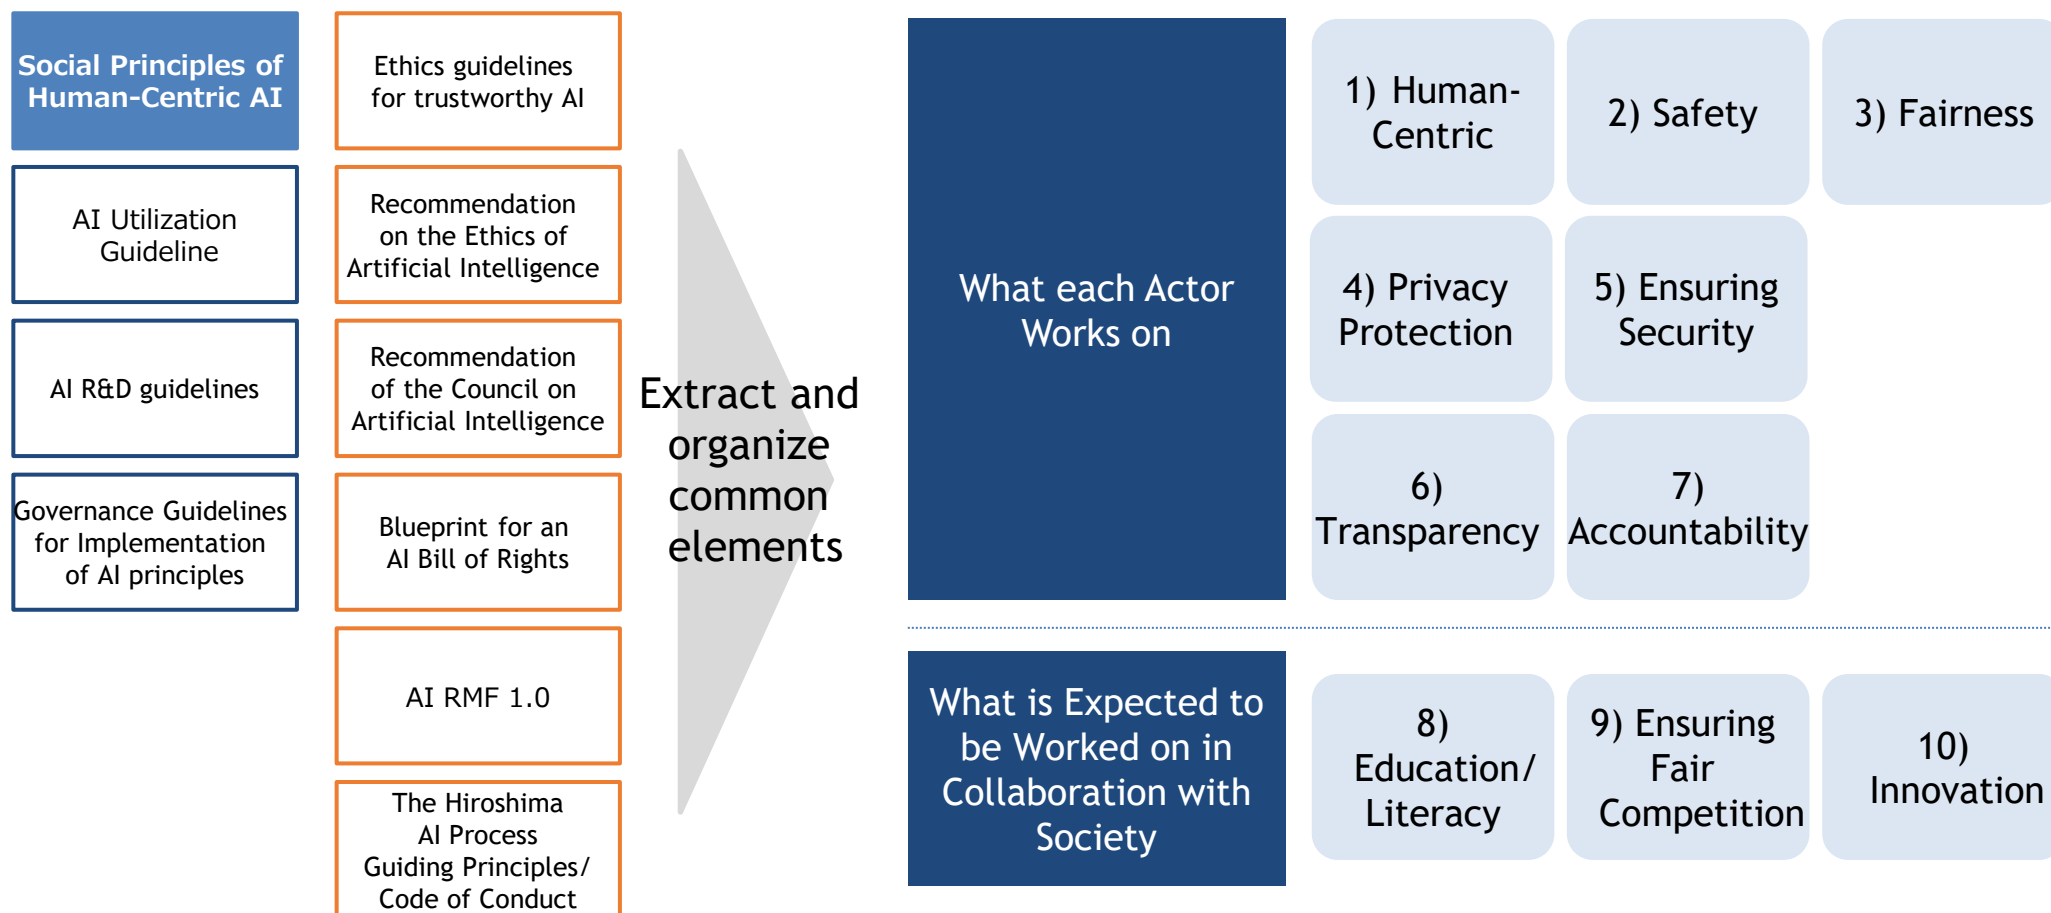 Social Principles of
Human-Centric AI
AI Utilization
Guideline
AI R&D guidelines
Governance Guidelines
for Implementation
of AI principles
Ethics guidelines
for trustworthy AI
Recommendation
on the Ethics of
Artificial Intelligence
Recommendation
of the Council on
Artificial Intelligence
Blueprint for an
AI Bill of Rights
AI RMF 1.0
The Hiroshima
AI Process
Guiding Principles/
Code of Conduct
Extract and
organize
common
elements
What each Actor
Works on
1) Human-
Centric
2) Safety
3) Fairness
4) Privacy
Protection
5) Ensuring
Security
6)
Transparency
7)
Accountability
What is Expected to
be Worked on in
Collaboration with
Society
8)
Education/
Literacy
9) Ensuring
Fair
Competition
10)
Innovation